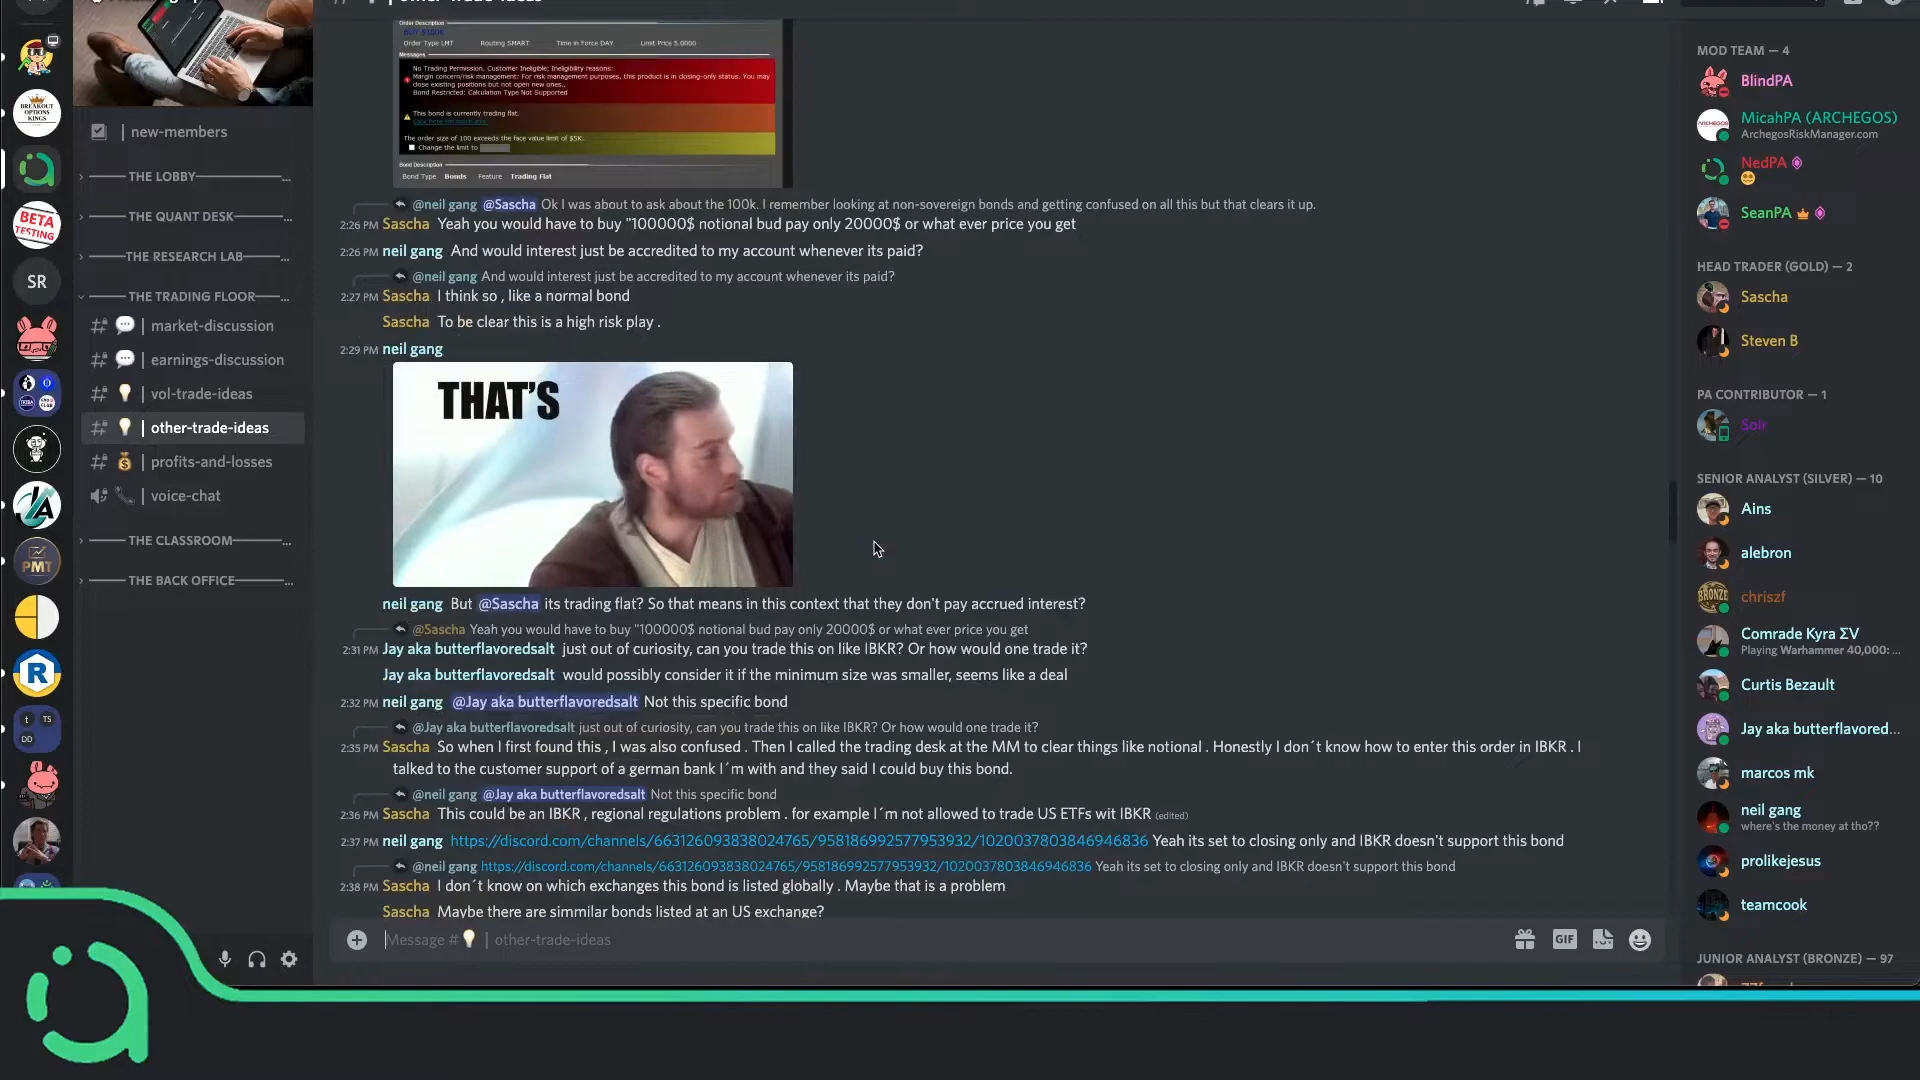 BREAKOUT
OPTIONS
KINGS
BETA
TESTING
SR
PMT
R
t TS
DD
| new-members
THE LOBBY
...
THE QUANT DESK
...
THE RESEARCH LAB
...
THE TRADING FLOOR
...
| market-discussion
| earnings-discussion
| vol-trade-ideas
| other-trade-ideas
| profits-and-losses
| voice-chat
THE CLASSROOM
...
THE BACK OFFICE
...
Order Description
BUY $100K
Order Type LMT Routing SMART Time in Force DAY Limit Price 5.0000
Messages
No Trading Permission, Customer Ineligible; Ineligibility reasons:
Margin concern/risk management: For risk management purposes, this product is in closing-only status. You may
close existing positions but not open new ones..
Bond Restricted: Calculation Type Not Supported
This bond is currently trading flat.
The order size of 100 exceeds the face value limit of $5K.
Change the limit to
Bond Description
Bond Type Bonds Feature Trading Flat
@neil gang @Sascha Ok I was about to ask about the 100k. I remember looking at non-sovereign bonds and getting confused on all this but that clears it up.
2:26 PM Sascha Yeah you would have to buy "100000$ notional bud pay only 20000$ or what ever price you get
2:26 PM neil gang And would interest just be accredited to my account whenever its paid?
@neil gang And would interest just be accredited to my account whenever its paid?
2:27 PM Sascha I think so , like a normal bond
Sascha To be clear this is a high risk play .
2:29 PM neil gang
THAT'S
neil gang But @Sascha its trading flat? So that means in this context that they don't pay accrued interest?
@Sascha Yeah you would have to buy "100000$ notional bud pay only 20000$ or what ever price you get
2:31 PM Jay aka butterflavoredsalt just out of curiosity, can you trade this on like IBKR? Or how would one trade it?
Jay aka butterflavoredsalt would possibly consider it if the minimum size was smaller, seems like a deal
2:32 PM neil gang @Jay aka butterflavoredsalt Not this specific bond
@Jay aka butterflavoredsalt just out of curiosity, can you trade this on like IBKR? Or how would one trade it?
2:35 PM Sascha So when I first found this , I was also confused . Then I called the trading desk at the MM to clear things like notional . Honestly I don´t know how to enter this order in IBKR . I
talked to the customer support of a german bank I´m with and they said I could buy this bond.
@neil gang @Jay aka butterflavoredsalt Not this specific bond
2:36 PM Sascha This could be an IBKR , regional regulations problem . for example I´m not allowed to trade US ETFs wit IBKR (edited)
2:37 PM neil gang https://discord.com/channels/663126093838024765/958186992577953932/1020037803846946836 Yeah its set to closing only and IBKR doesn't support this bond
@neil gang https://discord.com/channels/663126093838024765/958186992577953932/1020037803846946836 Yeah its set to closing only and IBKR doesn't support this bond
2:38 PM Sascha I don´t know on which exchanges this bond is listed globally . Maybe that is a problem
Sascha Maybe there are simmilar bonds listed at an US exchange?
Message # | other-trade-ideas
GIF
MOD TEAM — 4
BlindPA
MicahPA (ARCHEGOS)
ArchegosRiskManager.com
NedPA
SeanPA
HEAD TRADER (GOLD) — 2
Sascha
Steven B
PA CONTRIBUTOR — 1
SENIOR ANALYST (SILVER) — 10
Ains
alebron
chriszf
Comrade Kyra ΣV
Playing Warhammer 40,000: ...
Curtis Bezault
Jay aka butterflavored...
marcos mk
neil gang
where's the money at tho??
prolikejesus
teamcook
JUNIOR ANALYST (BRONZE) — 97